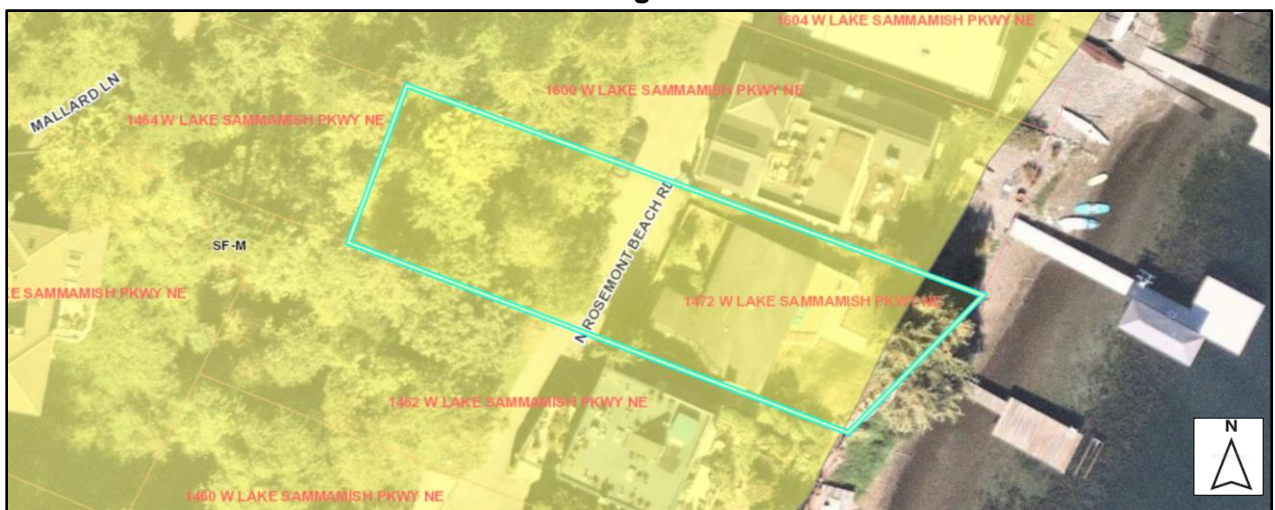 1604 W LAKE SAMMAMISH PKWY NE
MALLARD LN
1600 W LAKE SAMMAMISH PKWY NE
1464 W LAKE SAMMAMISH PKWY NE
SF-M
N ROSEMONT BEACH RD
E SAMMAMISH PKWY NE
1472 W LAKE SAMMAMISH PKWY NE
1462 W LAKE SAMMAMISH PKWY NE
N
1460 W LAKE SAMMAMISH PKWY NE